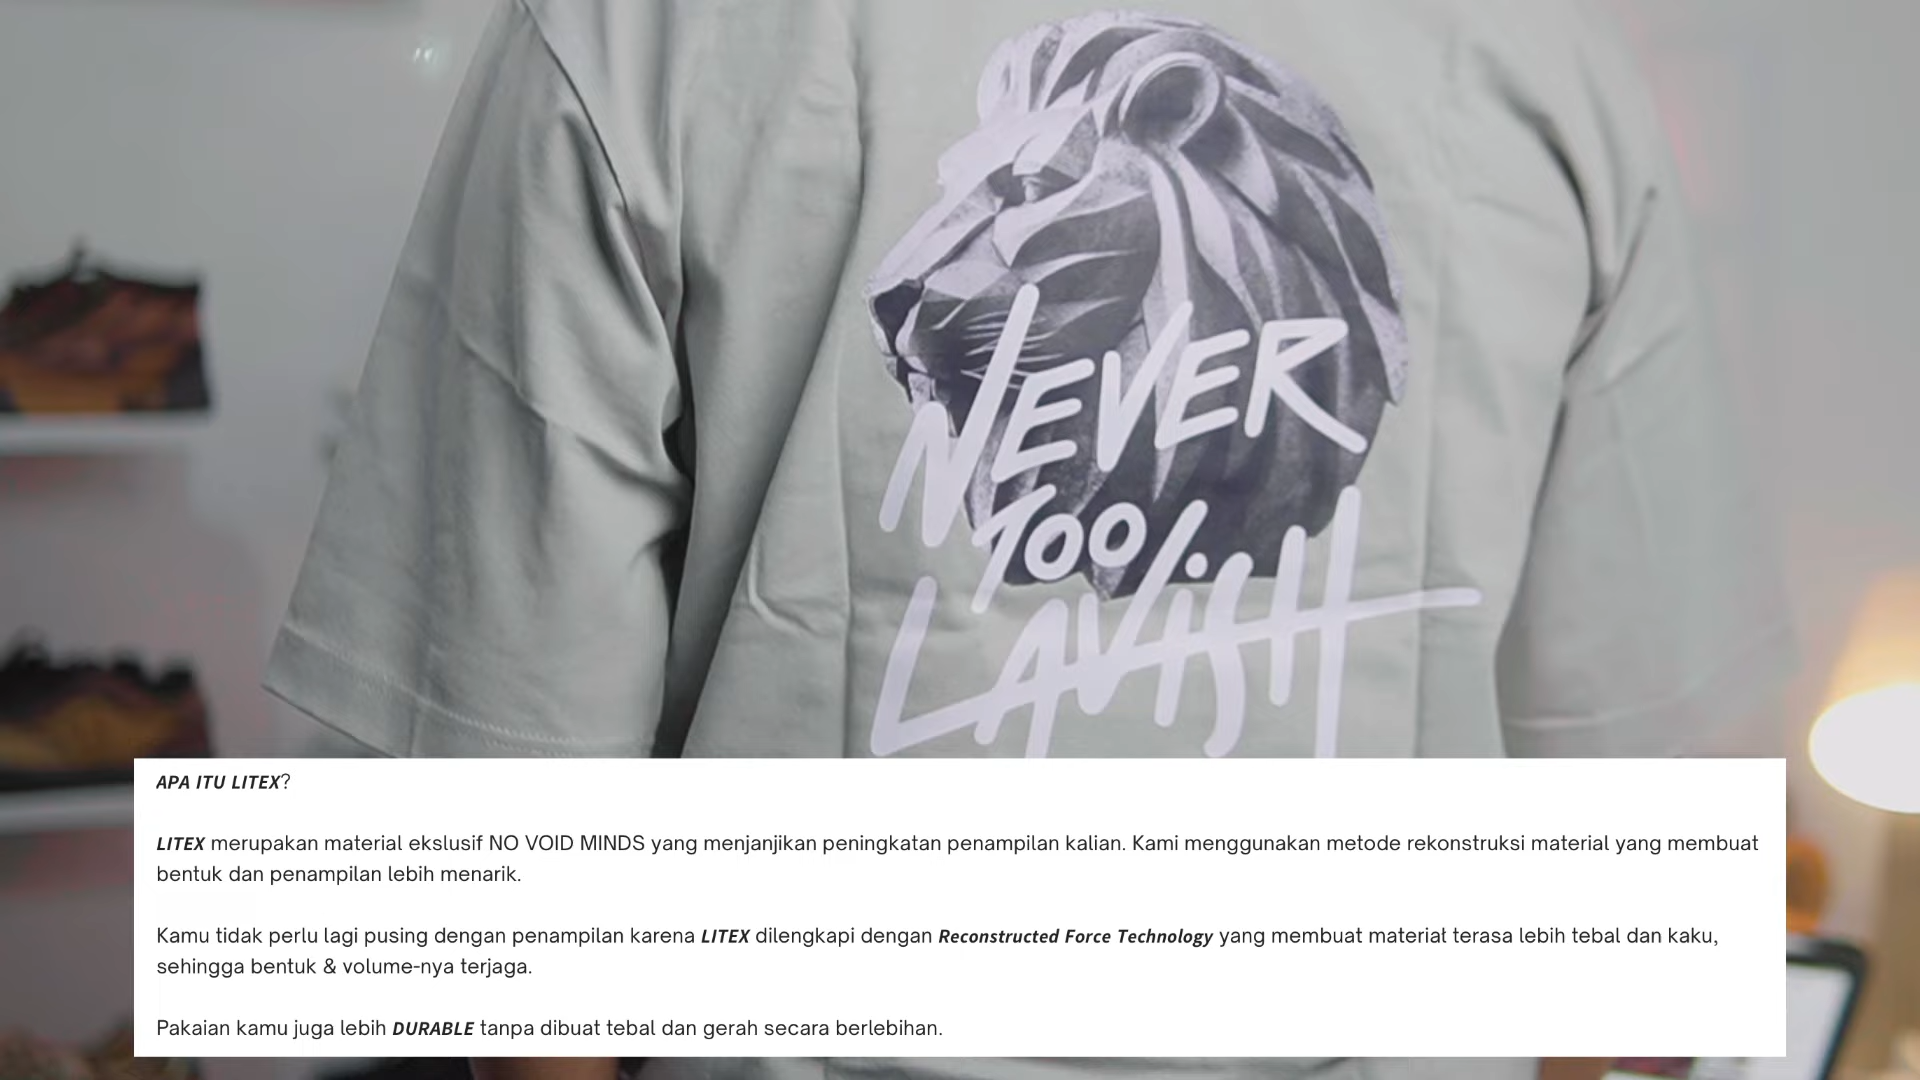 NEVER
TOO
LAViSH
APA ITU LITEX?
LITEX merupakan material ekslusif NO VOID MINDS yang menjanjikan peningkatan penampilan kalian. Kami menggunakan metode rekonstruksi material yang membuat
bentuk dan penampilan lebih menarik.
Kamu tidak perlu lagi pusing dengan penampilan karena LITEX dilengkapi dengan Reconstructed Force Technology yang membuat material terasa lebih tebal dan kaku,
sehingga bentuk & volume-nya terjaga.
Pakaian kamu juga lebih DURABLE tanpa dibuat tebal dan gerah secara berlebihan.